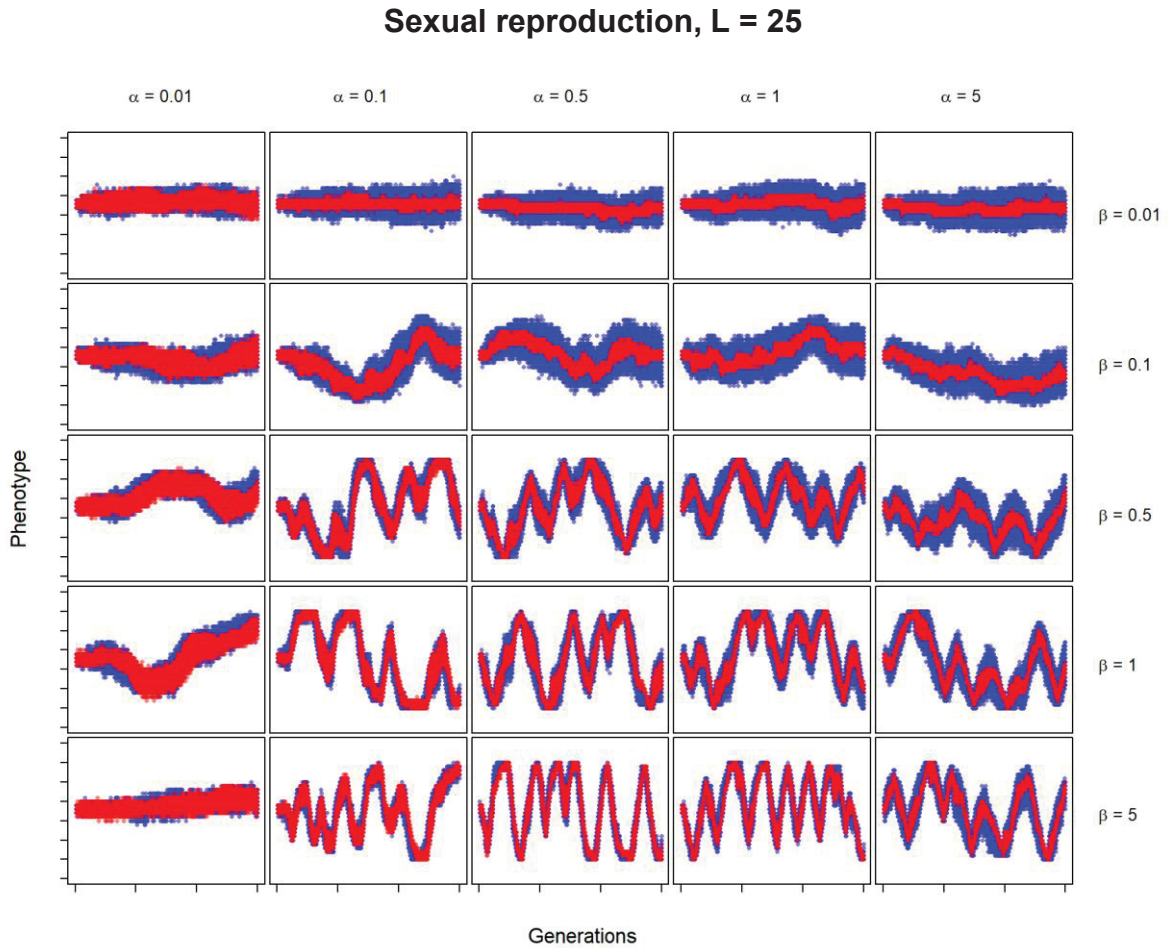 Sexual reproduction, L = 25
α = 0.01
α = 0.1
α = 0.5
α = 1
α = 5
β = 0.01
β = 0.1
β = 0.5
β = 1
β = 5
Phenotype
Generations